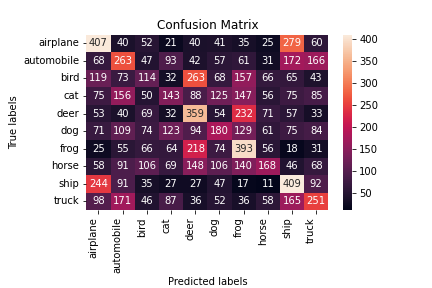 Confusion Matrix
True labels
airplane 407 40 52 21 40 41 35 25 279 60
automobile 68 263 47 93 42 57 61 31 172 166
bird 119 73 114 32 263 68 157 66 65 43
cat 75 156 50 143 88 125 147 56 75 85
deer 53 40 69 32 359 54 232 71 57 33
dog 71 109 74 123 94 180 129 61 75 84
frog 25 55 66 64 218 74 393 56 18 31
horse 58 91 106 69 148 106 140 168 46 68
ship 244 91 35 27 27 47 17 11 409 92
truck 98 171 46 87 36 52 36 58 165 251
airplane automobile bird cat deer dog frog horse ship truck
Predicted labels
400
350
300
250
200
150
100
50